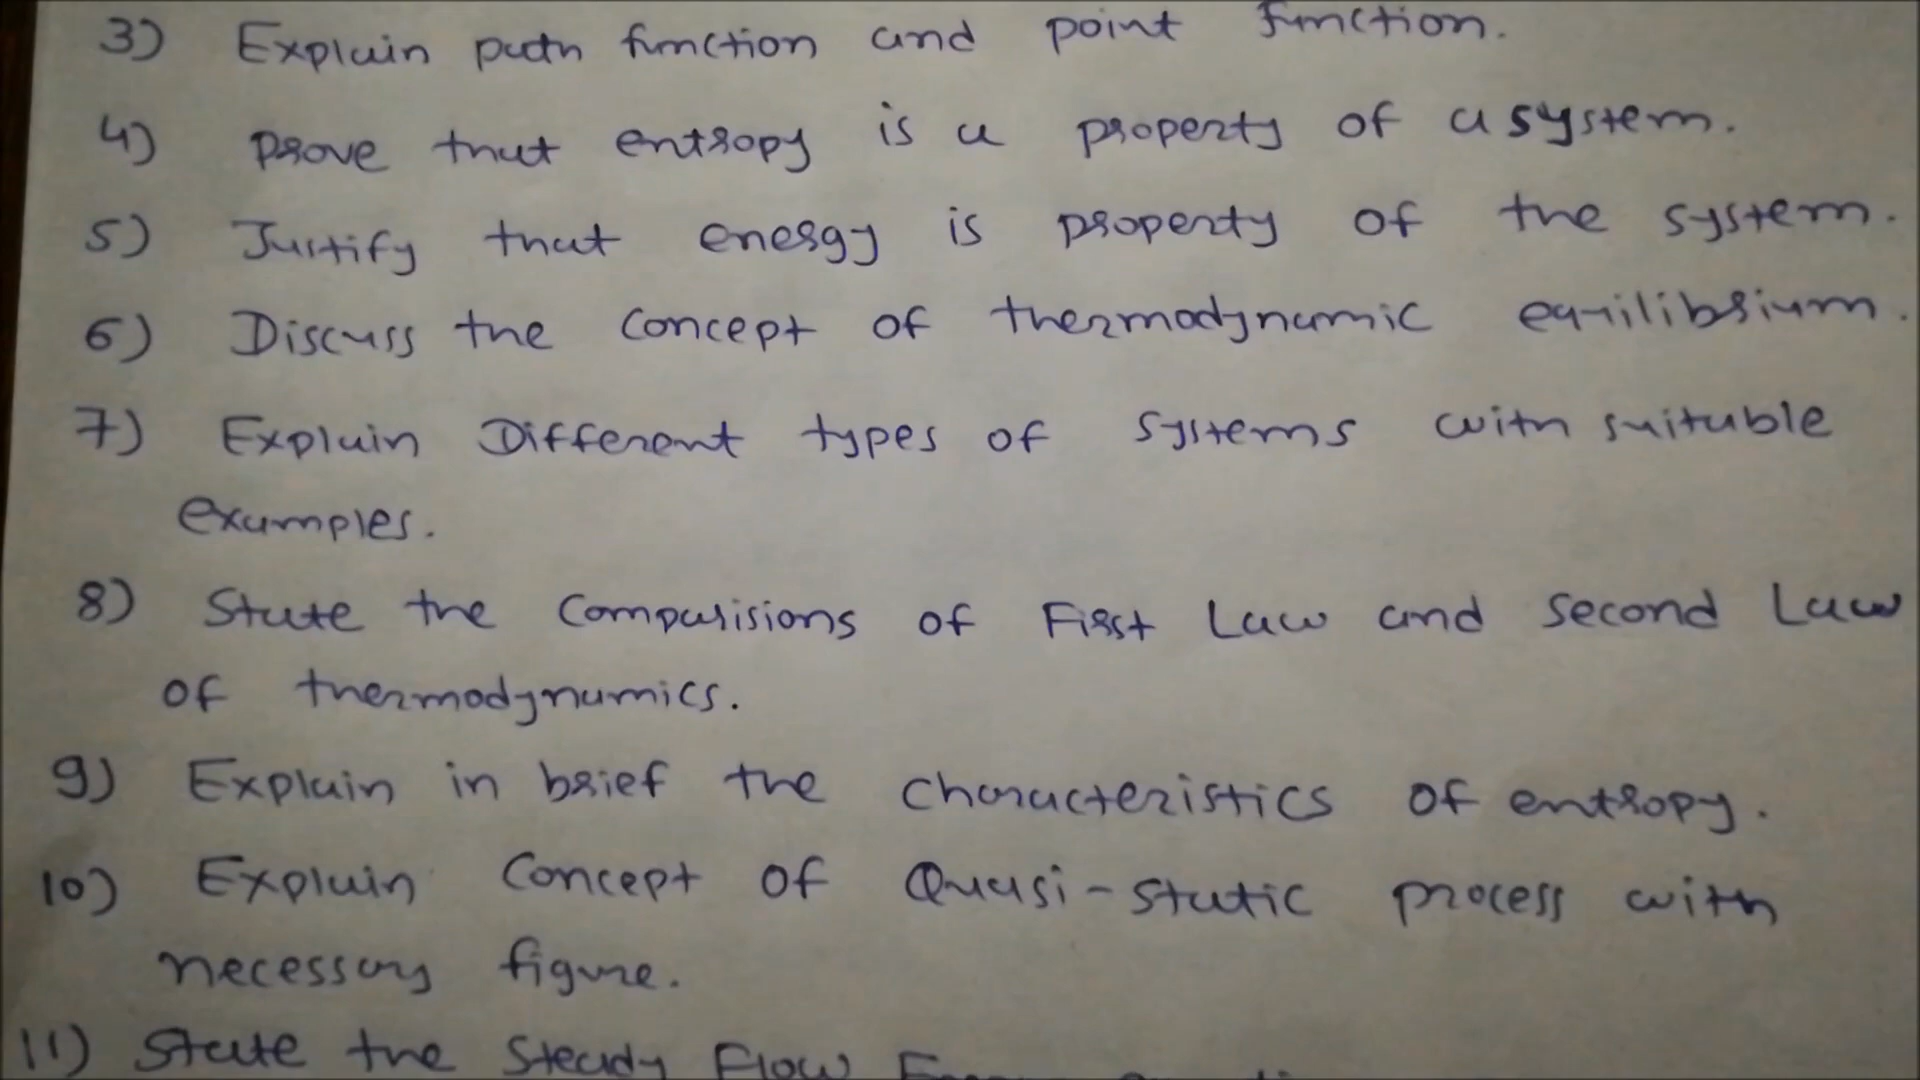 3) Explain path function and point function.
4) Prove that entropy is a property of a system.
5) Justify that energy is property of the system.
6) Discuss the concept of thermodynamic equilibrium.
7) Explain Different types of systems with suitable
examples.
8) State the Comparisions of First Law and Second Law
of thermodynamics.
9) Explain in brief the characteristics of entropy.
10) Explain Concept of Quasi-static process with
necessary figure.
11) State the Steady Flow